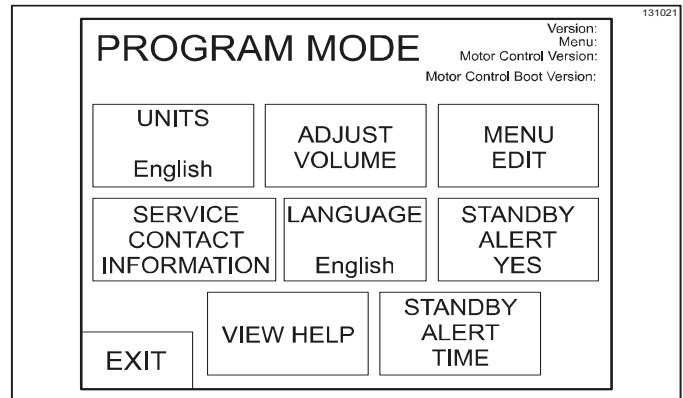 131021
PROGRAM MODE
Version:
Menu:
Motor Control Version:
Motor Control Boot Version:
UNITS
English
ADJUST
VOLUME
MENU
EDIT
SERVICE
CONTACT
INFORMATION
LANGUAGE
English
STANDBY
ALERT
YES
EXIT
VIEW HELP
STANDBY
ALERT
TIME